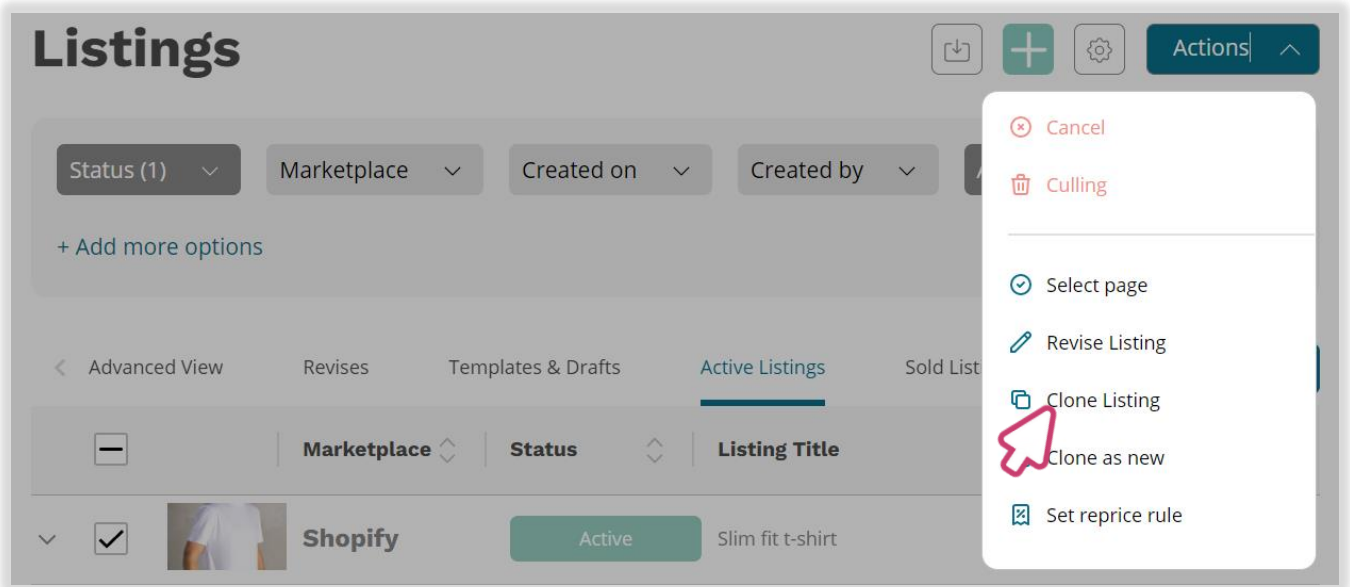 Listings
Actions
Cancel
Culling
Status (1)
Marketplace
Created on
Created by
+ Add more options
Select page
Revise Listing
Clone Listing
Clone as new
Set reprice rule
Advanced View
Revises
Templates & Drafts
Active Listings
Sold List
Marketplace
Status
Listing Title
Shopify
Active
Slim fit t-shirt